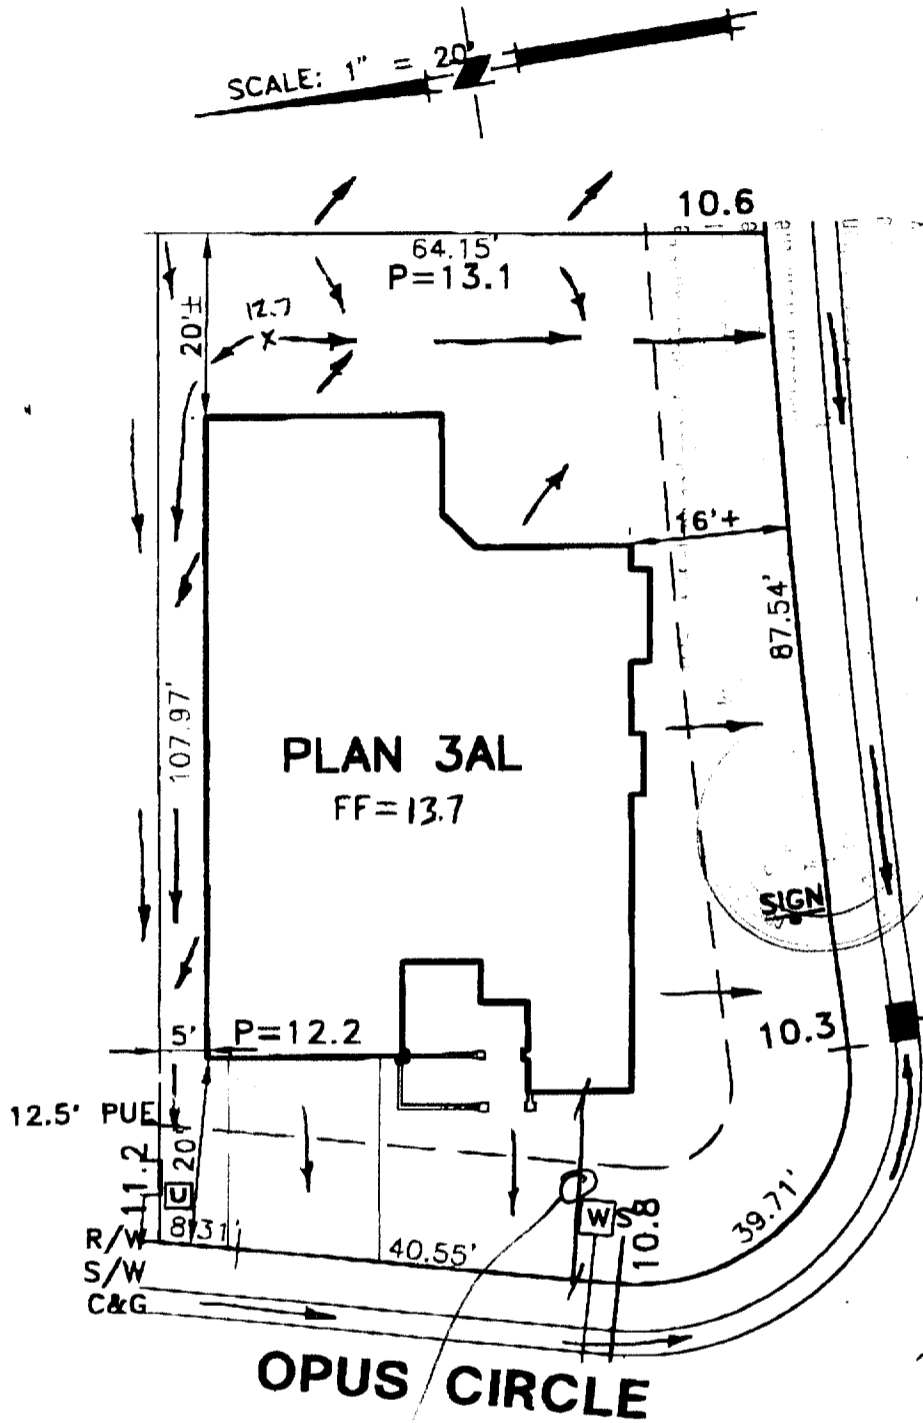 SCALE: 1" = 20'
10.6
64.15'
P=13.1
20'±
12.7
x
16'+
87.54'
107.97'
PLAN 3AL
FF=13.7
SIGN
10.3
5'
P=12.2
12.5' PUE
20'
11.2
U
8.31'
W
S
10.8
39.71'
40.55'
R/W
S/W
C&G
OPUS CIRCLE